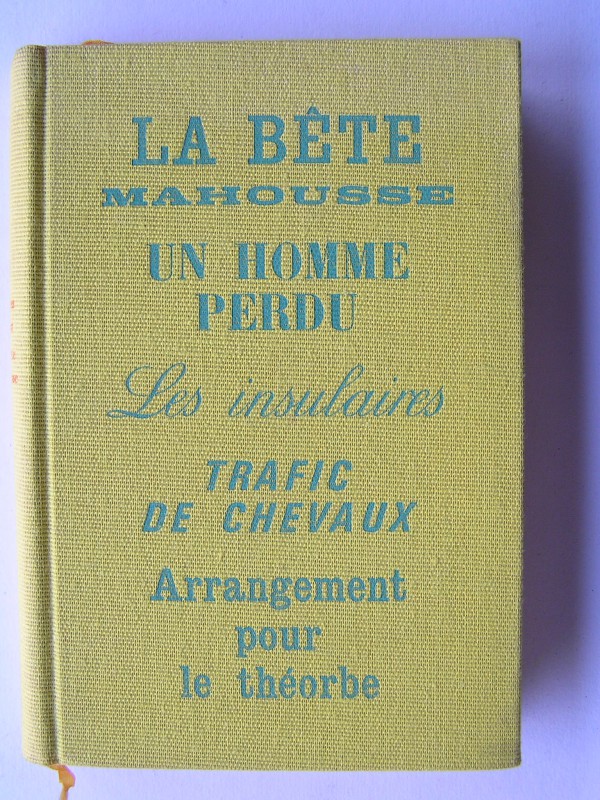 LA BÊTE
MAHOUSSE
UN HOMME
PERDU
Les insulaires
TRAFIC
DE CHEVAUX
Arrangement
pour
le théorbe